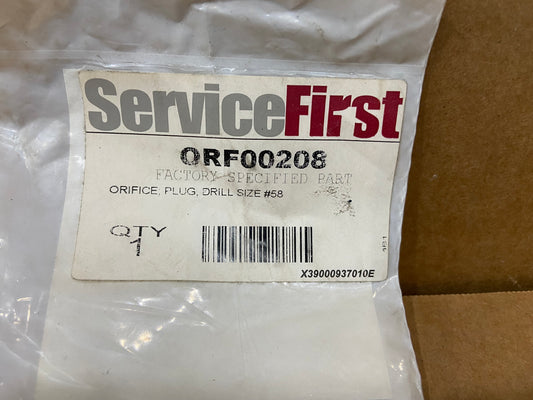 ServiceFirst
ORF00208
FACTORY SPECIFIED PART
ORIFICE, PLUG, DRILL SIZE #58
QTY
1
X39000937010E